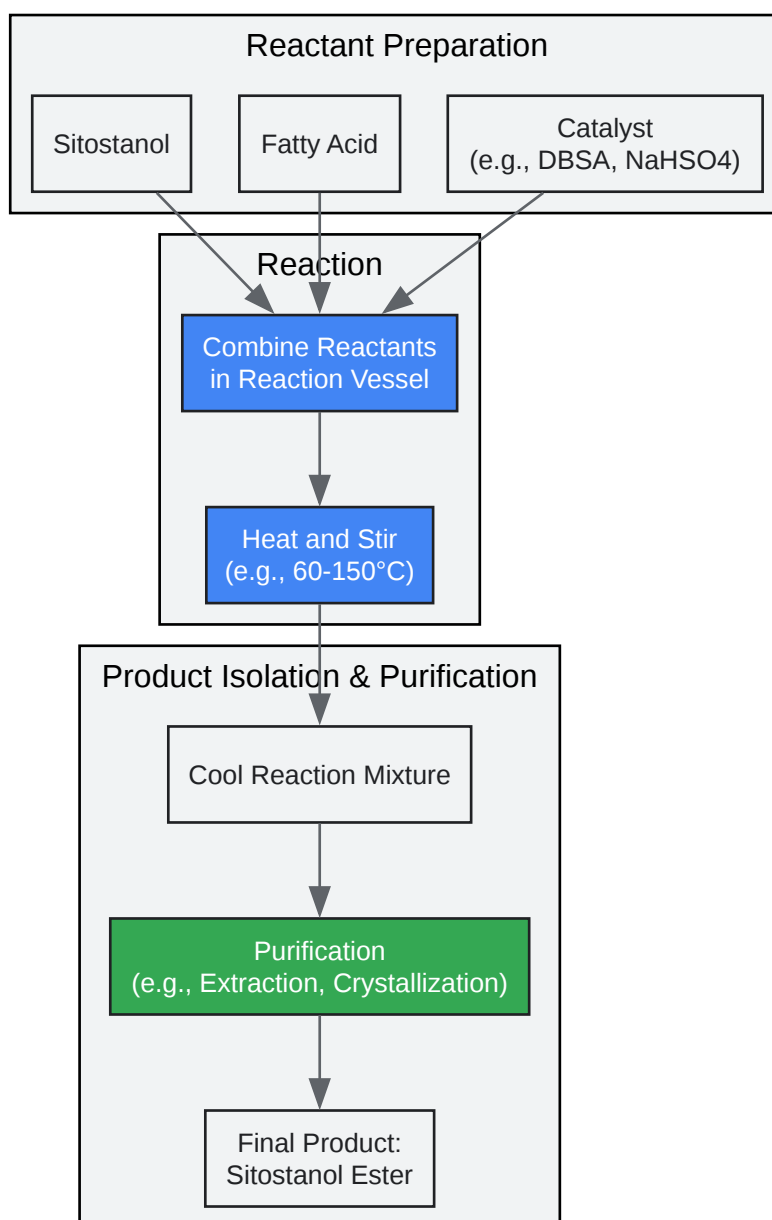 Reactant Preparation
Sitostanol
Fatty Acid
Catalyst
(e.g., DBSA, NaHSO4)
Reaction
Combine Reactants
in Reaction Vessel
Heat and Stir
(e.g., 60-150°C)
Product Isolation & Purification
Cool Reaction Mixture
Purification
(e.g., Extraction, Crystallization)
Final Product:
Sitostanol Ester